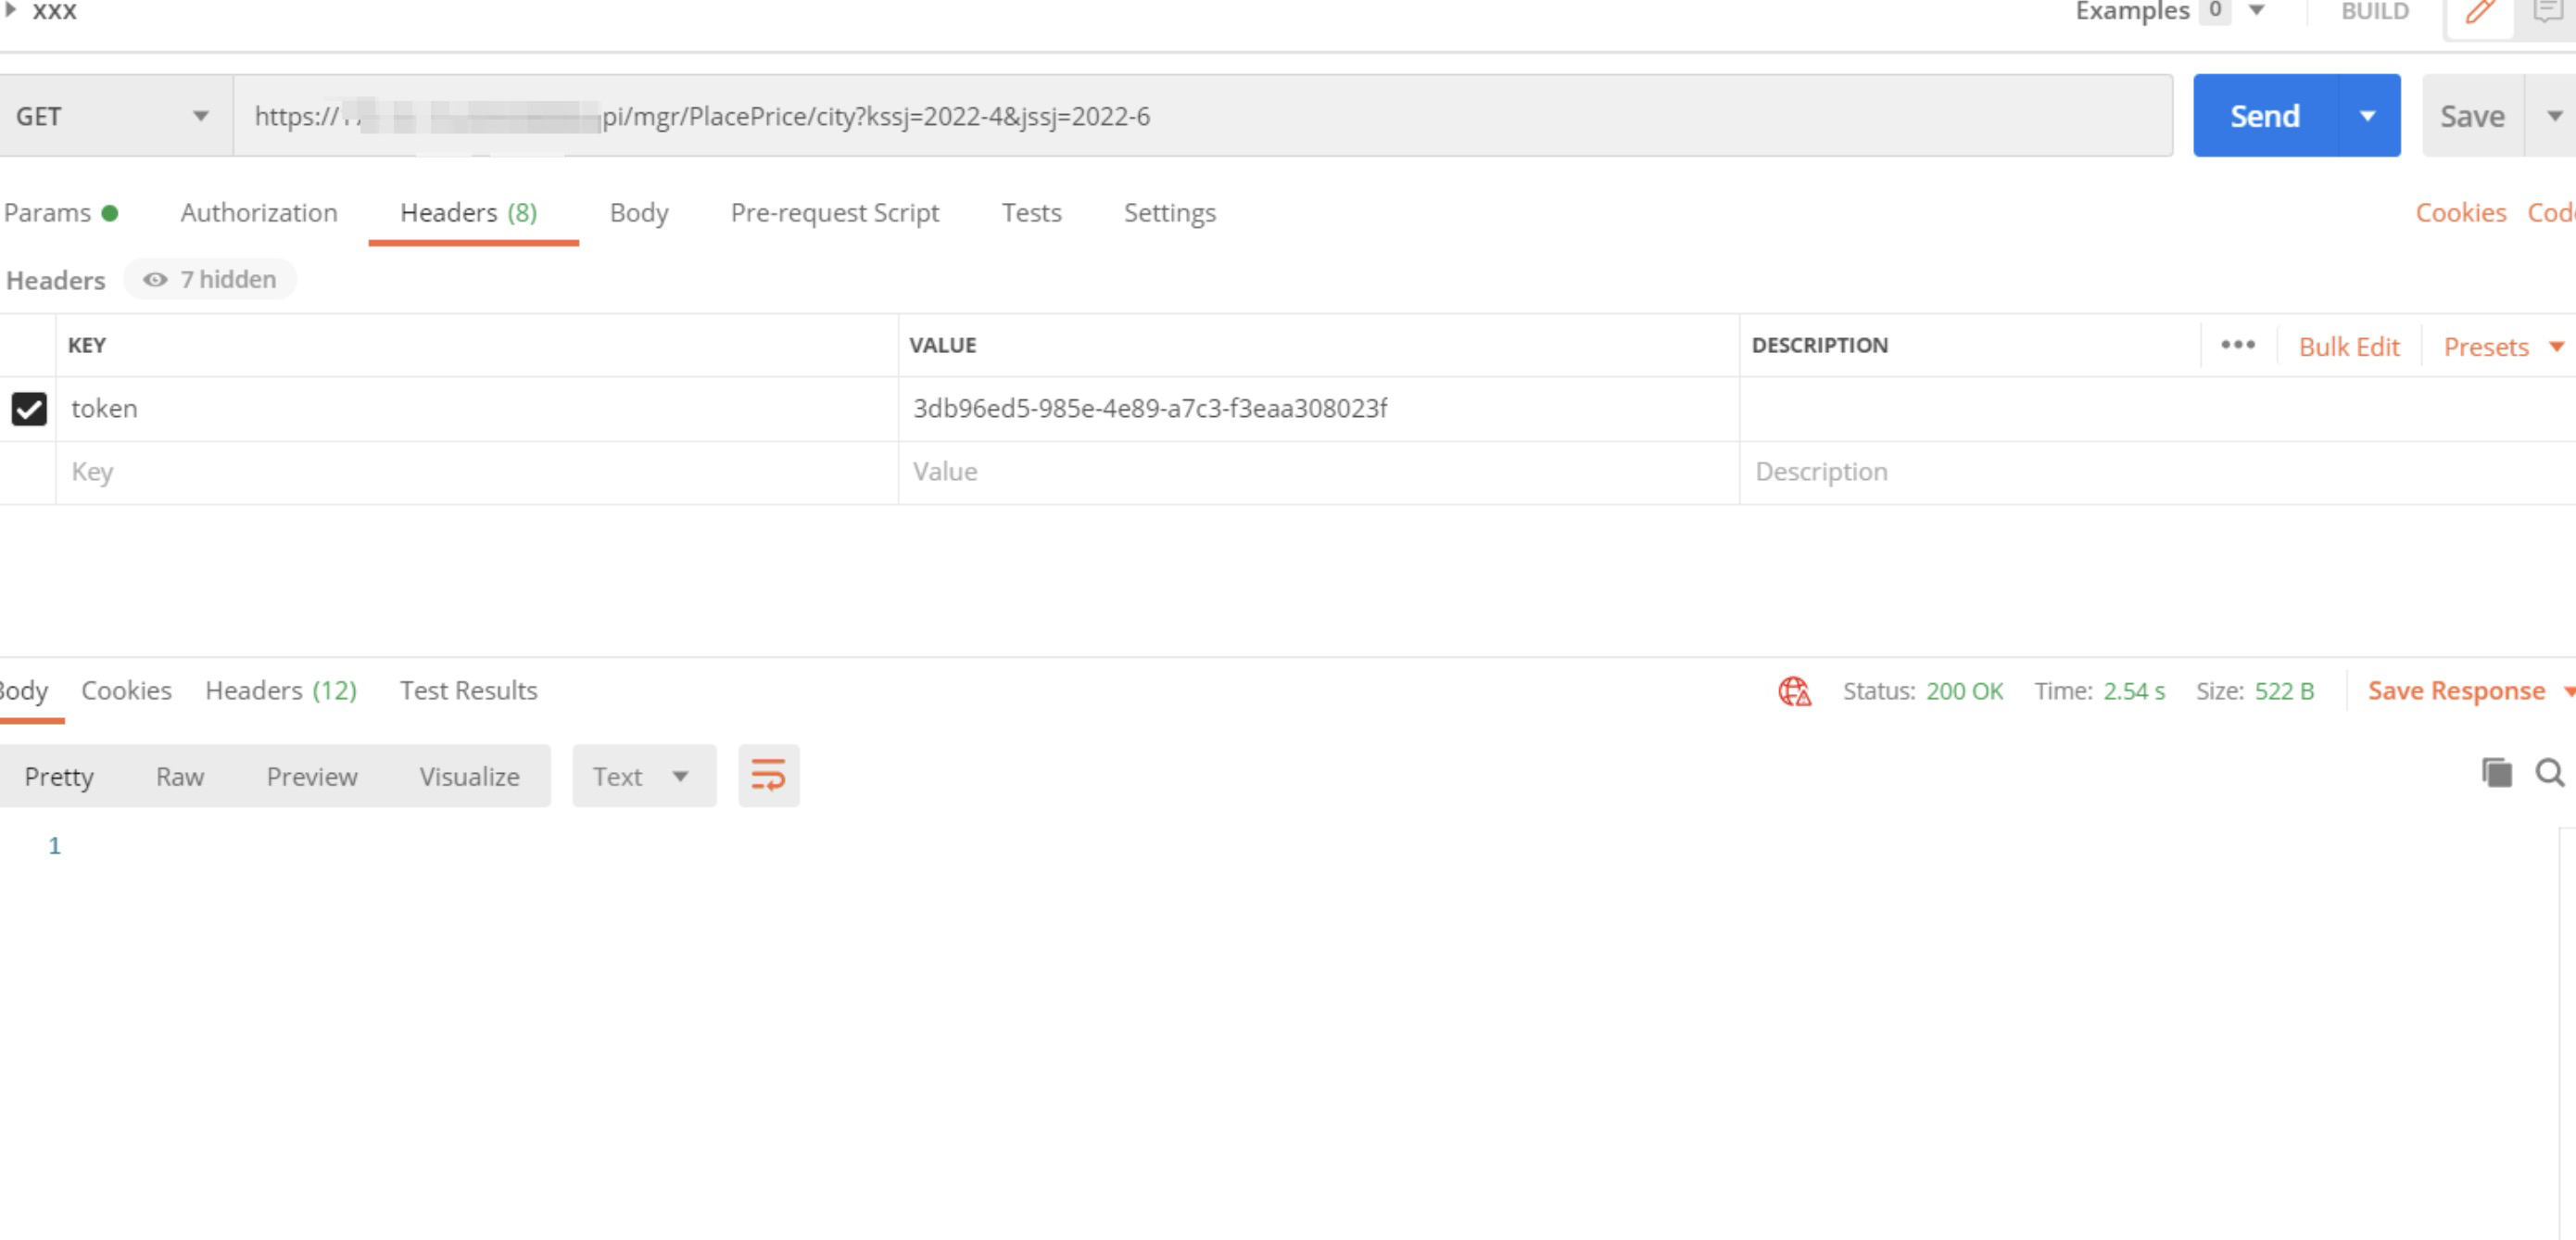 xxx Examples 0 BUILD
GET https:// pi/mgr/PlacePrice/city?kssj=2022-4&jssj=2022-6 Send Save
Params Authorization Headers (8) Body Pre-request Script Tests Settings Cookies Code
Headers 7 hidden
KEY VALUE DESCRIPTION ••• Bulk Edit Presets
token 3db96ed5-985e-4e89-a7c3-f3eaa308023f
Key Value Description
Body Cookies Headers (12) Test Results Status: 200 OK Time: 2.54 s Size: 522 B Save Response
Pretty Raw Preview Visualize Text
1